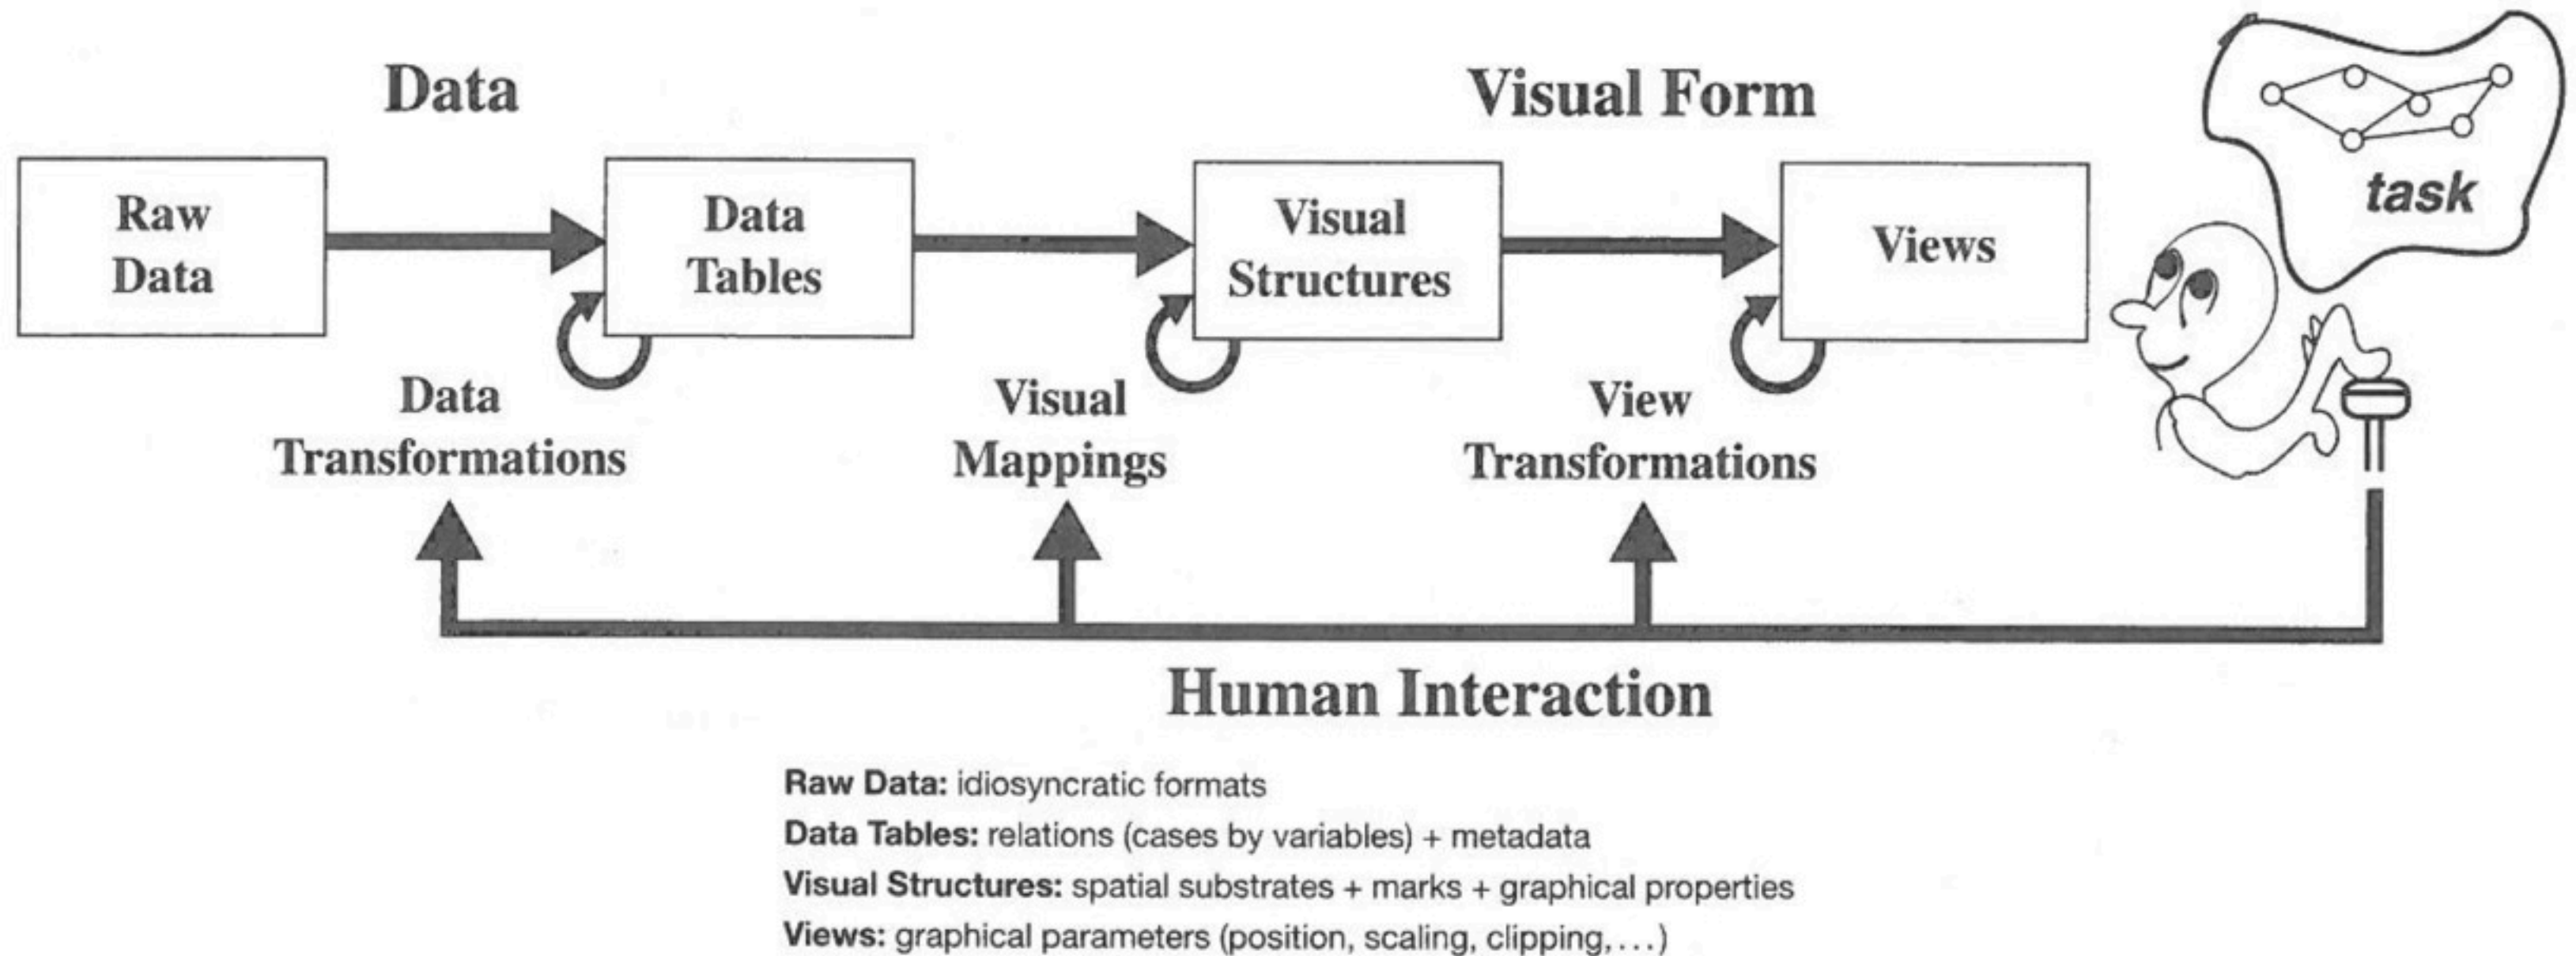 Data
Visual Form
task
Raw
Data
Data
Tables
Visual
Structures
Views
Data
Transformations
Visual
Mappings
View
Transformations
Human Interaction
Raw Data: idiosyncratic formats
Data Tables: relations (cases by variables) + metadata
Visual Structures: spatial substrates + marks + graphical properties
Views: graphical parameters (position, scaling, clipping,...)